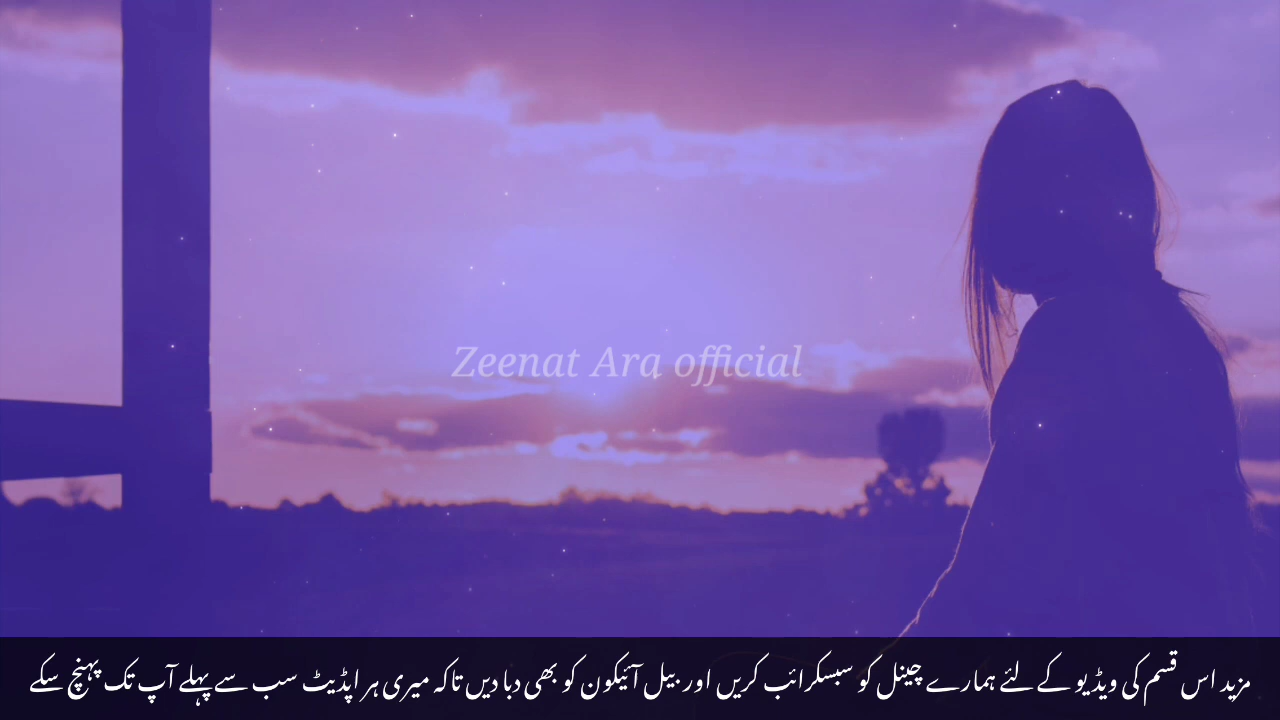 Zeenat Ara official
مزید اس قسم کی ویڈیو کے لئے ہمارے چینل کو سبسکرائب کریں اور بیل آئیکون کو بھی دبا دیں تاکہ میری ہر اپڈیٹ سب سے پہلے آپ تک پہنچ سکے